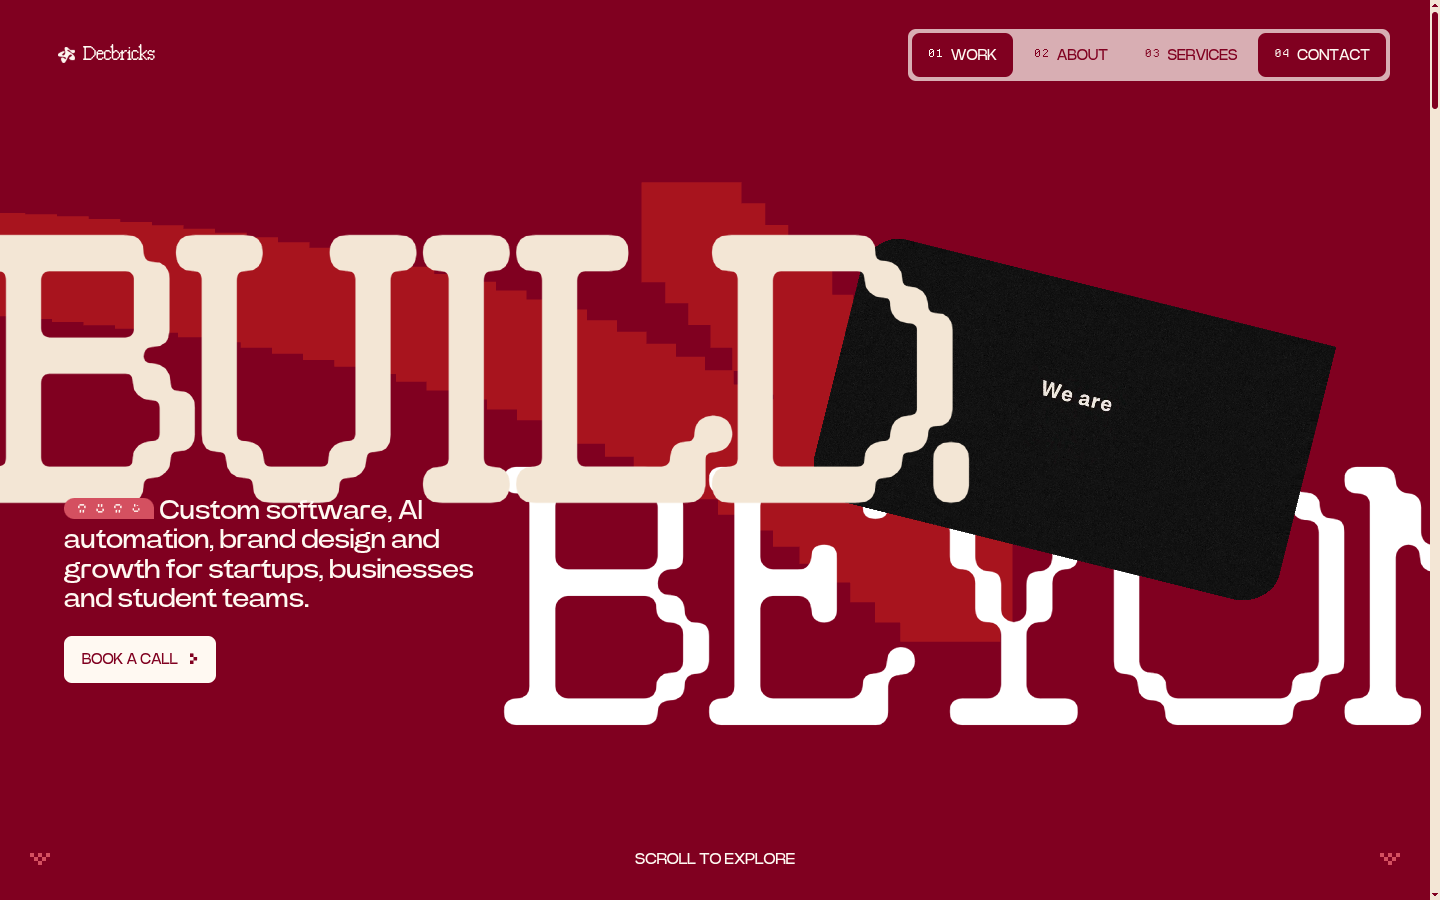 Decbricks
01 WORK
02 ABOUT
03 SERVICES
04 CONTACT
BUILD.
We are
BEYON
Custom software, AI
automation, brand design and
growth for startups, businesses
and student teams.
BOOK A CALL
SCROLL TO EXPLORE